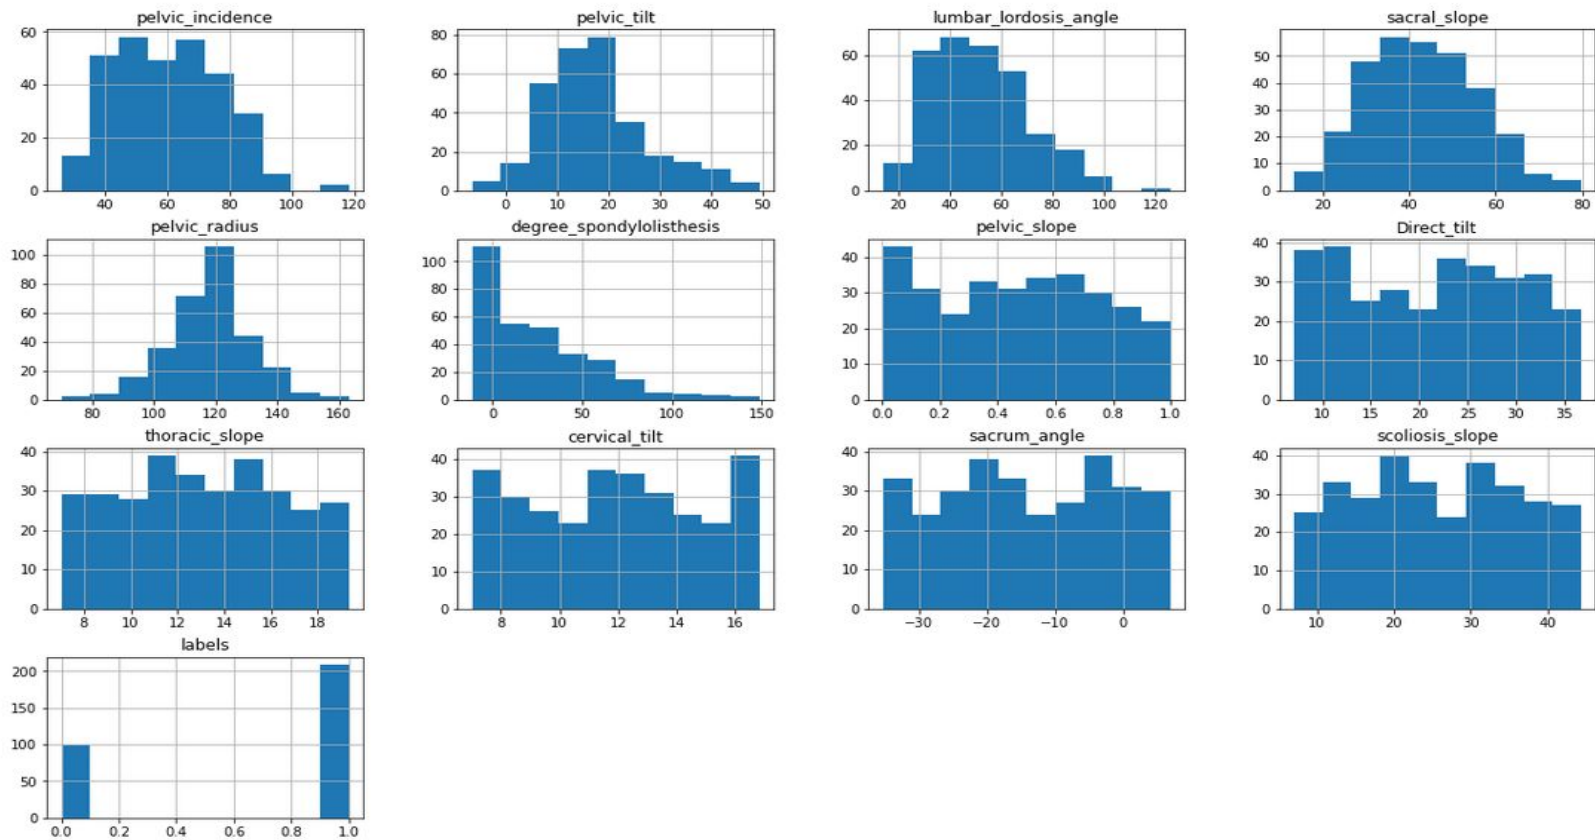 pelvic_incidence pelvic_tilt lumbar_lordosis_angle sacral_slope
60 40 20 0
40 60 80 100 120
80 60 40 20 0
0 10 20 30 40 50
60 40 20 0
20 40 60 80 100 120
50 40 30 20 10 0
20 40 60 80
pelvic_radius degree_spondylolisthesis pelvic_slope Direct_tilt
100 80 60 40 20 0
80 100 120 140 160
100 80 60 40 20 0
0 50 100 150
40 30 20 10 0
0.0 0.2 0.4 0.6 0.8 1.0
40 30 20 10 0
10 15 20 25 30 35
thoracic_slope cervical_tilt sacrum_angle scoliosis_slope
40 30 20 10 0
8 10 12 14 16 18
40 30 20 10 0
8 10 12 14 16
40 30 20 10 0
−30 −20 −10 0
40 30 20 10 0
10 20 30 40
labels
200 150 100 50 0
0.0 0.2 0.4 0.6 0.8 1.0